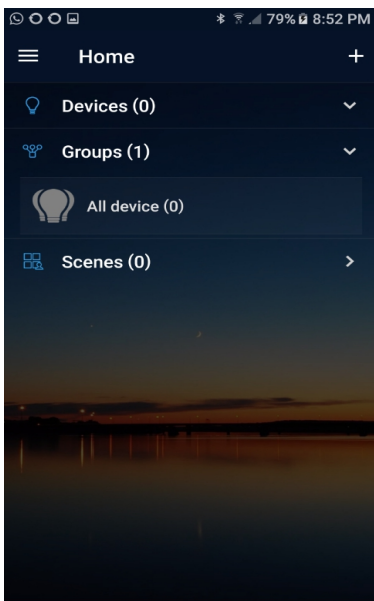 79% 8:52 PM
Home
Devices (0)
Groups (1)
All device (0)
Scenes (0)